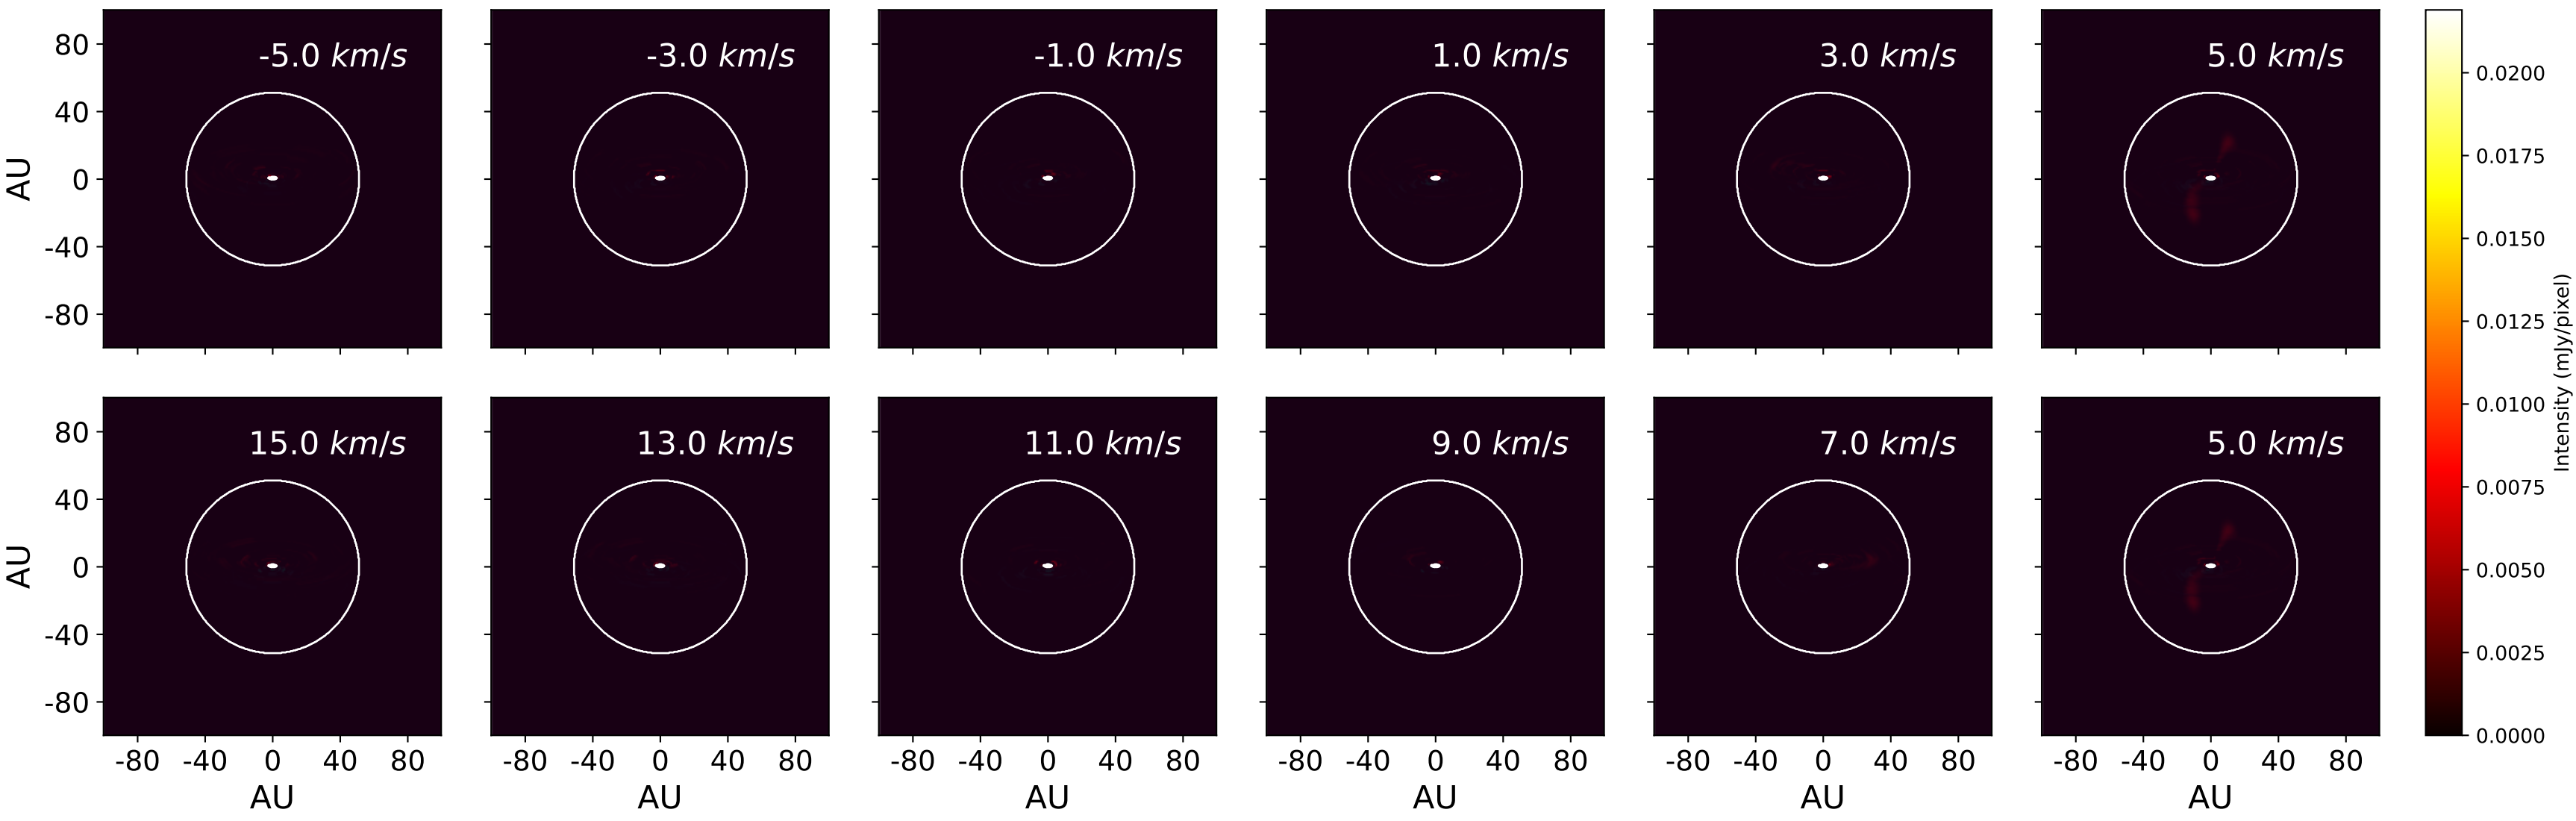 -5.0 km/s
-3.0 km/s
-1.0 km/s
1.0 km/s
3.0 km/s
5.0 km/s
80
40
0
-40
-80
AU
15.0 km/s
13.0 km/s
11.0 km/s
9.0 km/s
7.0 km/s
5.0 km/s
80
40
0
-40
-80
AU
-80 -40 0 40 80
-80 -40 0 40 80
-80 -40 0 40 80
-80 -40 0 40 80
-80 -40 0 40 80
-80 -40 0 40 80
AU
AU
AU
AU
AU
AU
0.0200
0.0175
0.0150
0.0125
0.0100
0.0075
0.0050
0.0025
0.0000
Intensity (mJy/pixel)